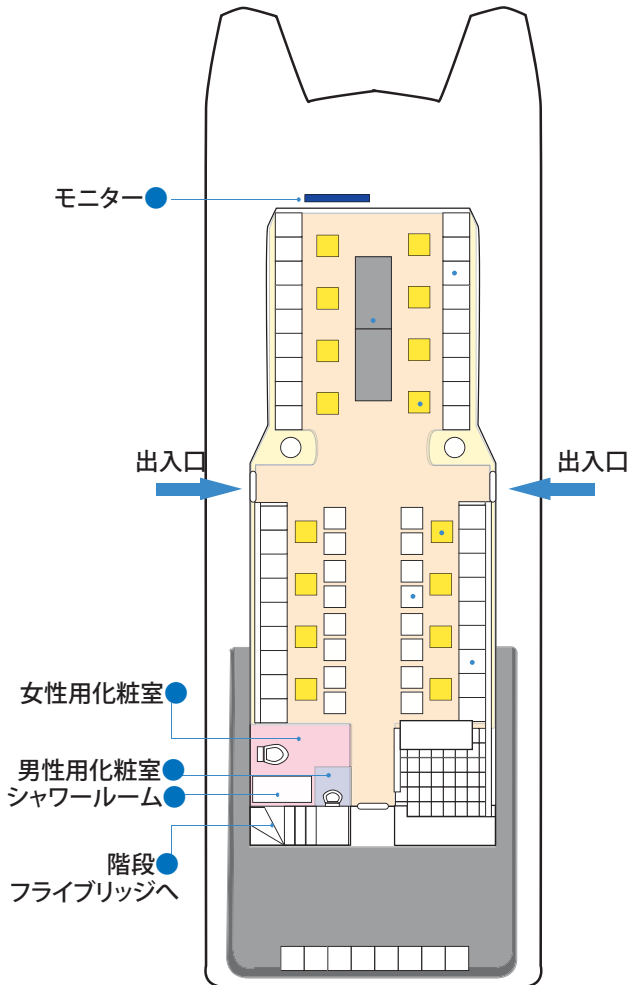 モニター
出入口
出入口
女性用化粧室
男性用化粧室
シャワールーム
階段
フライブリッジへ